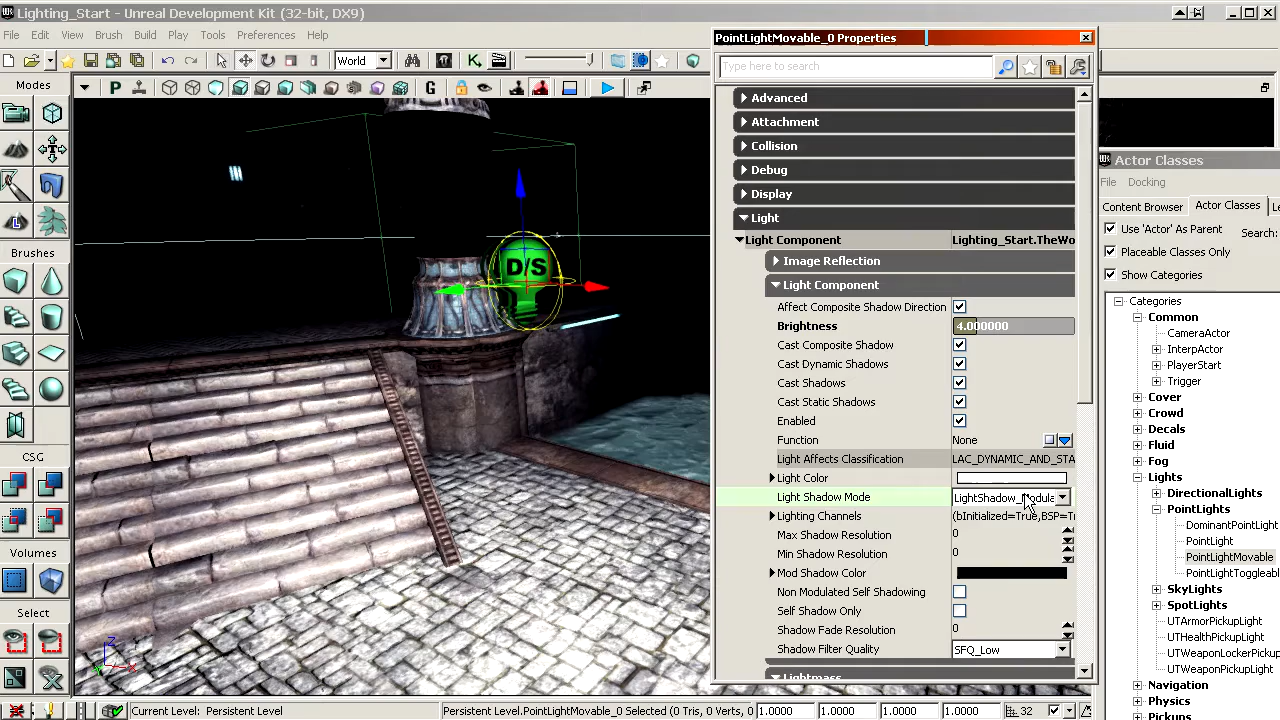 Lighting_Start - Unreal Development Kit (32-bit, DX9)
File Edit View Brush Build Play Tools Preferences Help
World
G
Modes
Brushes
CSG
Volumes
Select
D/S
Z
X
PointLightMovable_0 Properties
Type here to search
Advanced
Attachment
Collision
Debug
Display
Light
Light Component Lighting_Start.TheWo
Image Reflection
Light Component
Affect Composite Shadow Direction
Brightness 4.000000
Cast Composite Shadow
Cast Dynamic Shadows
Cast Shadows
Cast Static Shadows
Enabled
Function None
Light Affects Classification LAC_DYNAMIC_AND_STA
Light Color
Light Shadow Mode LightShadow_Modula
Lighting Channels (bInitialized=True,BSP=Tr
Max Shadow Resolution 0
Min Shadow Resolution 0
Mod Shadow Color
Non Modulated Self Shadowing
Self Shadow Only
Shadow Fade Resolution 0
Shadow Filter Quality SFQ_Low
Lightmass
Actor Classes
File Docking
Content Browser Actor Classes Le
Use 'Actor' As Parent Search:
Placeable Classes Only
Show Categories
Categories
Common
CameraActor
InterpActor
PlayerStart
Trigger
Cover
Crowd
Decals
Fluid
Fog
Lights
DirectionalLights
PointLights
DominantPointLigh
PointLight
PointLightMovable
PointLightToggleabl
SkyLights
SpotLights
UTArmorPickupLight
UTHealthPickupLight
UTWeaponLockerPickupL
UTWeaponPickupLight
Navigation
Physics
Pickups
Current Level: Persistent Level Persistent Level.PointLightMovable_0 Selected (0 Tris, 0 Verts, 0 1.0000 1.0000 1.0000 1.0000 32